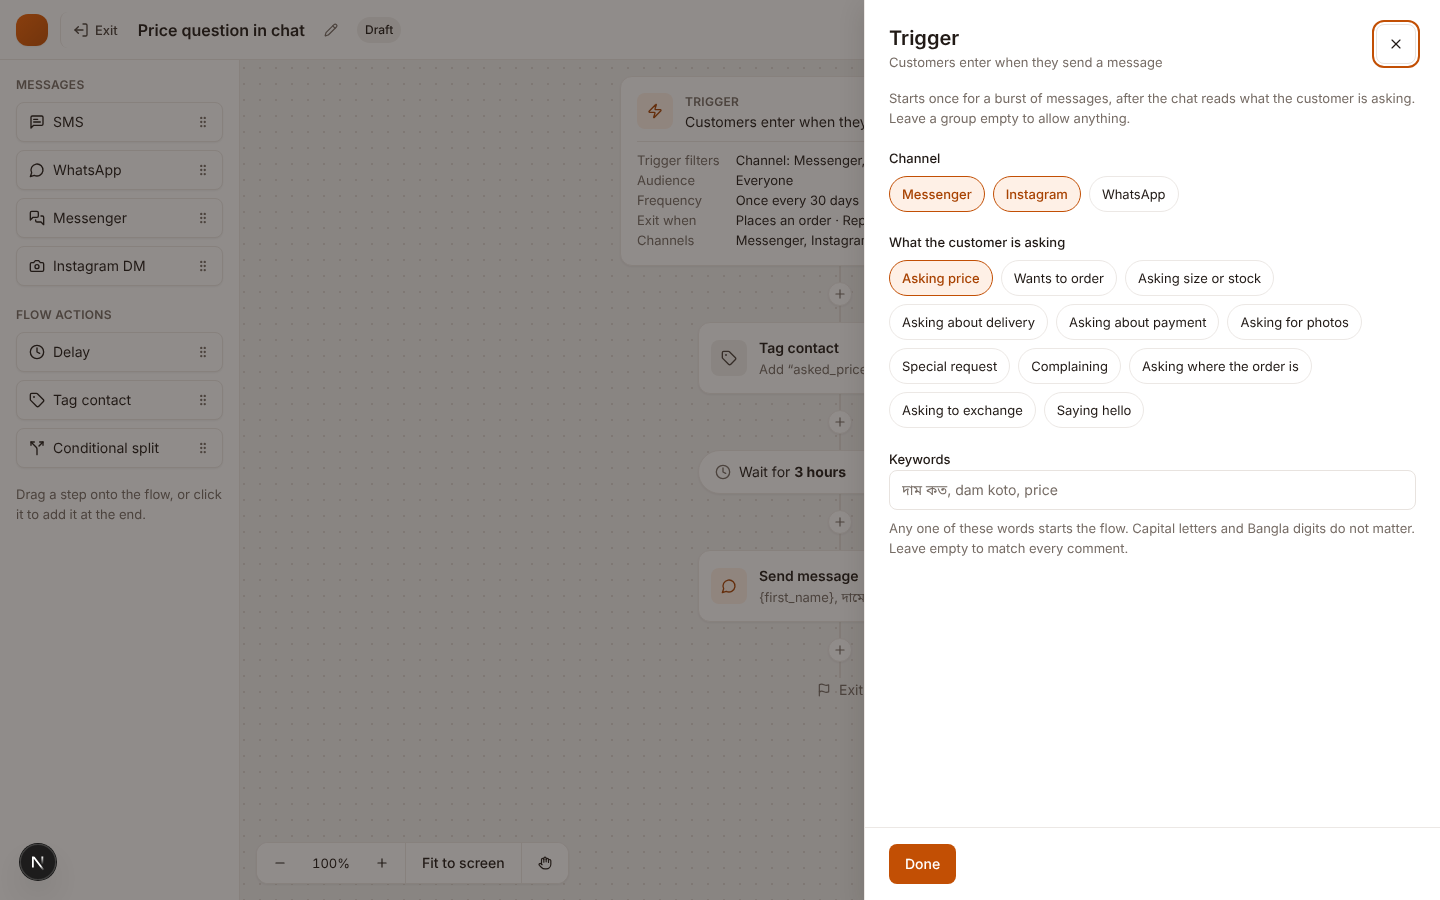 Exit
Price question in chat
Draft
MESSAGES
SMS
WhatsApp
Messenger
Instagram DM
FLOW ACTIONS
Delay
Tag contact
Conditional split
Drag a step onto the flow, or click
it to add it at the end.
TRIGGER
Customers enter when they
Trigger filters Channel: Messenger,
Audience Everyone
Frequency Once every 30 days
Exit when Places an order · Rep
Channels Messenger, Instagram
Tag contact
Add “asked_price
Wait for 3 hours
Send message
{first_name}, দামে
Exit
100%
Fit to screen
N
Trigger
Customers enter when they send a message
Starts once for a burst of messages, after the chat reads what the customer is asking.
Leave a group empty to allow anything.
Channel
Messenger Instagram WhatsApp
What the customer is asking
Asking price Wants to order Asking size or stock
Asking about delivery Asking about payment Asking for photos
Special request Complaining Asking where the order is
Asking to exchange Saying hello
Keywords
দাম কত, dam koto, price
Any one of these words starts the flow. Capital letters and Bangla digits do not matter.
Leave empty to match every comment.
Done